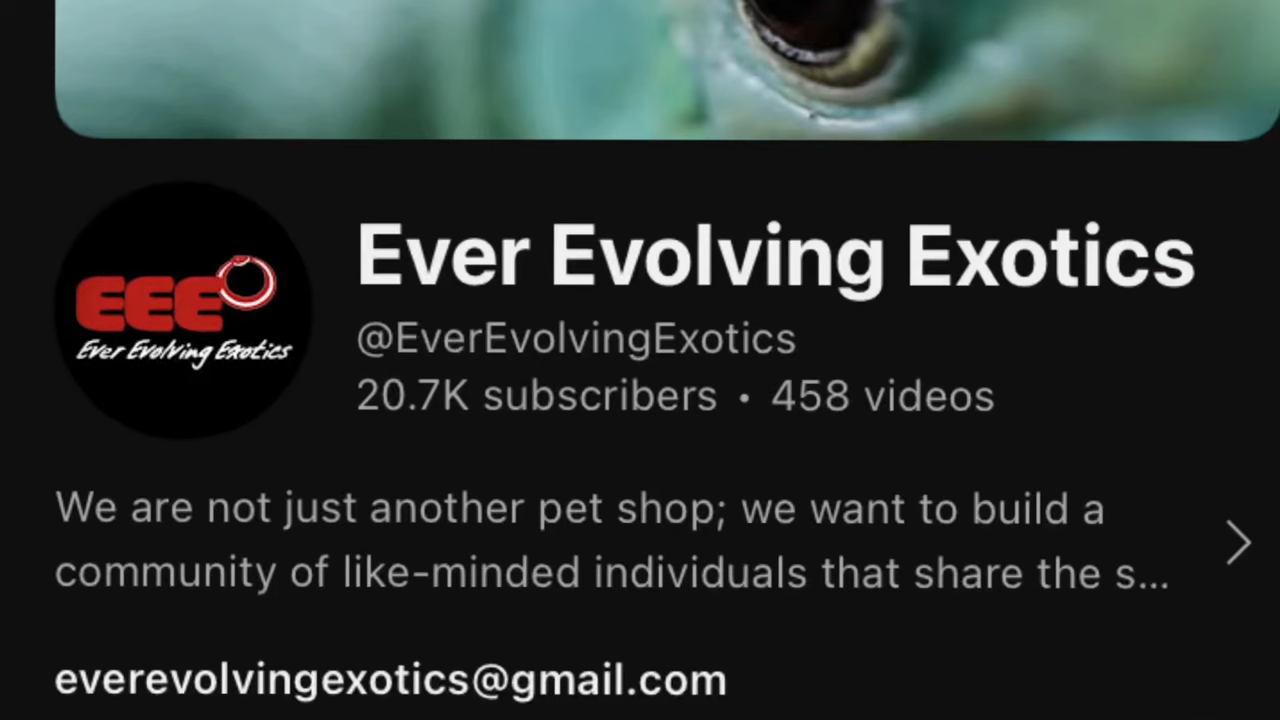 EEE
Ever Evolving Exotics
Ever Evolving Exotics
@EverEvolvingExotics
20.7K subscribers • 458 videos
We are not just another pet shop; we want to build a
community of like-minded individuals that share the s...
everevolvingexotics@gmail.com